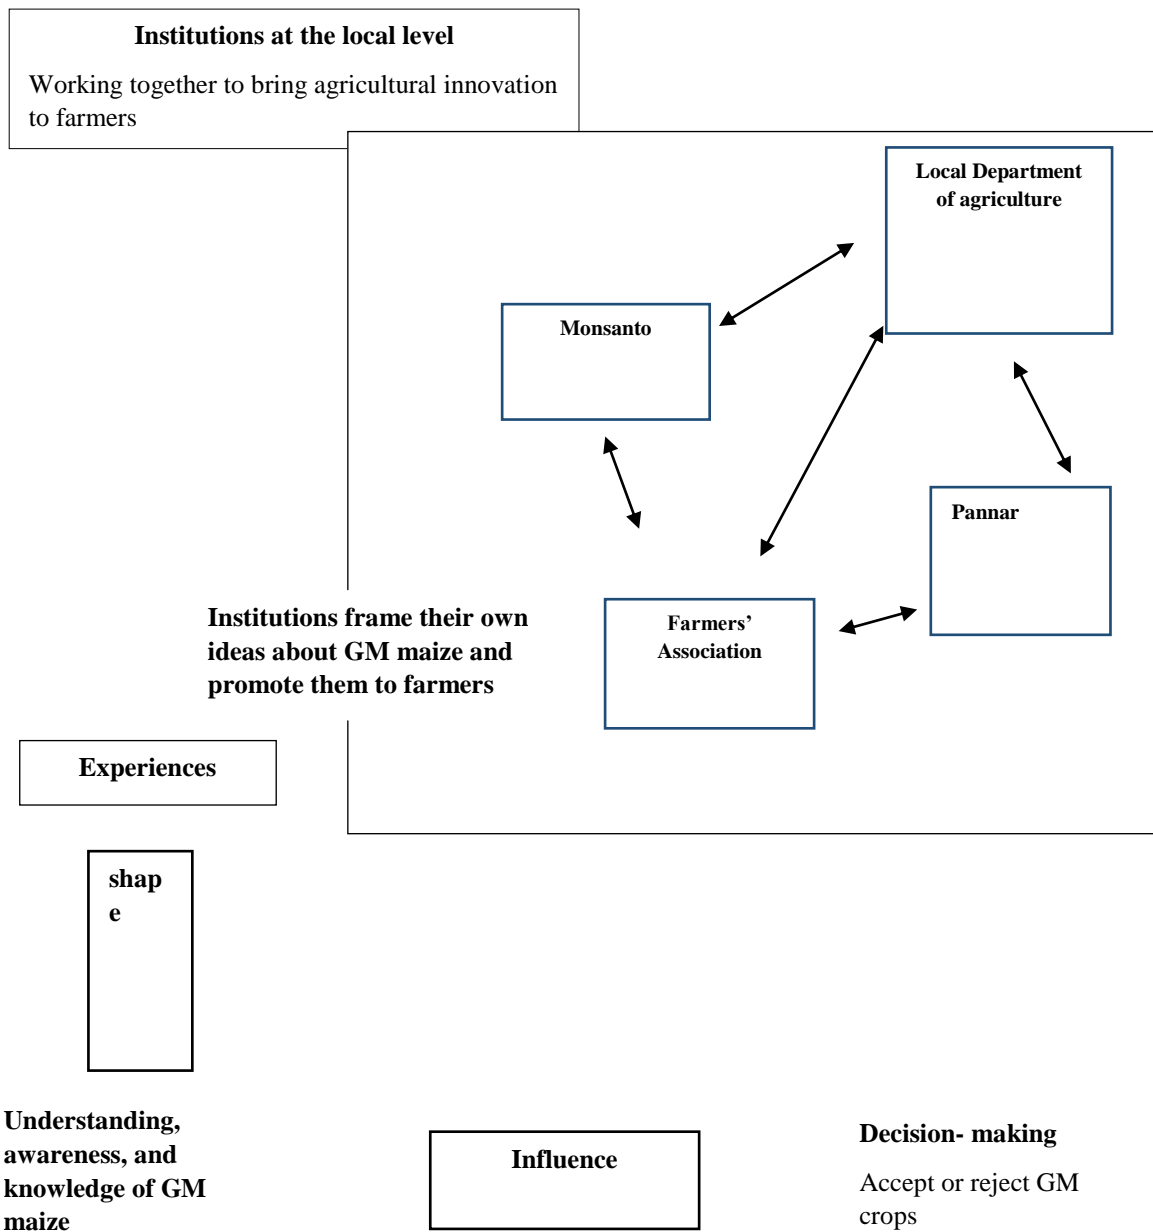 Institutions at the local level
Working together to bring agricultural innovation
to farmers
Local Department
of agriculture
Monsanto
Pannar
Farmers’
Association
Institutions frame their own
ideas about GM maize and
promote them to farmers
Experiences
shap
e
Understanding,
awareness, and
knowledge of GM
maize
Influence
Decision- making
Accept or reject GM
crops